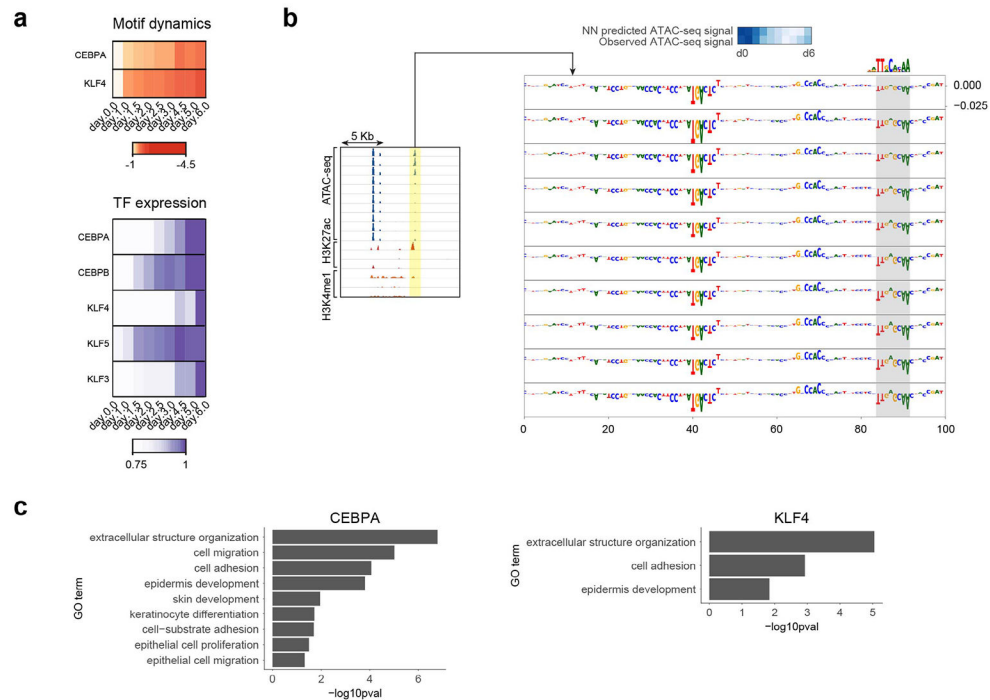 a
Motif dynamics
CEBPA
KLF4
day.0.0
day.1.0
day.1.5
day.2.0
day.2.5
day.3.0
day.4.5
day.5.0
day.6.0
-1
-4.5
TF expression
CEBPA
CEBPB
KLF4
KLF5
KLF3
day.0.0
day.1.0
day.1.5
day.2.0
day.2.5
day.3.0
day.4.5
day.5.0
day.6.0
0.75
1
b
NN predicted ATAC-seq signal
Observed ATAC-seq signal
d0
d6
5 Kb
ATAC-seq
H3K27ac
H3K4me1
0.000
−0.025
0
20
40
60
80
100
c
CEBPA
GO term
extracellular structure organization
cell migration
cell adhesion
epidermis development
skin development
keratinocyte differentiation
cell−substrate adhesion
epithelial cell proliferation
epithelial cell migration
0
2
4
6
−log10pval
KLF4
GO term
extracellular structure organization
cell adhesion
epidermis development
0
1
2
3
4
5
−log10pval